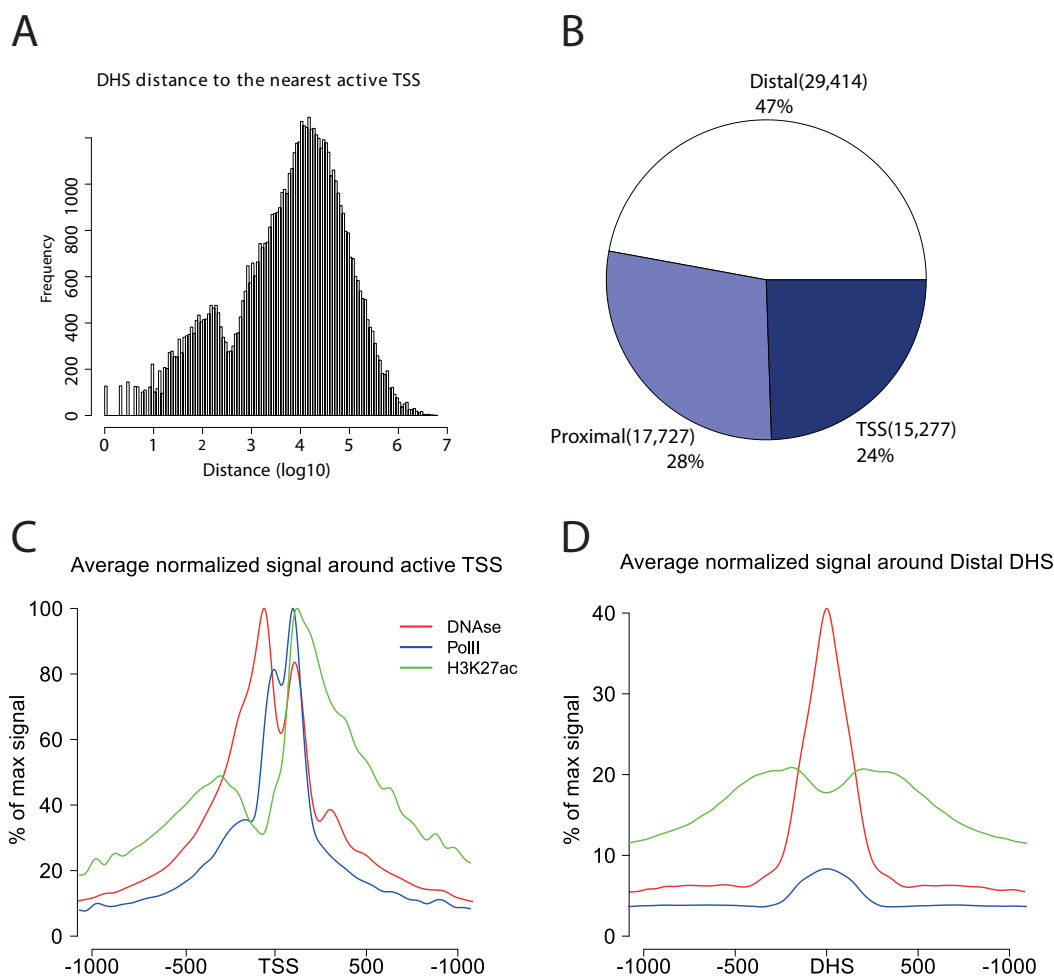 A
DHS distance to the nearest active TSS
Frequency
0
200
400
600
800
1000
0 1 2 3 4 5 6 7
Distance (log10)
B
Distal(29,414)
47%
Proximal(17,727)
28%
TSS(15,277)
24%
C
Average normalized signal around active TSS
% of max signal
100
80
60
40
20
0
DNAse
PolII
H3K27ac
-1000 -500 TSS 500 -1000
D
Average normalized signal around Distal DHS
% of max signal
40
30
20
10
0
-1000 -500 DHS 500 -1000